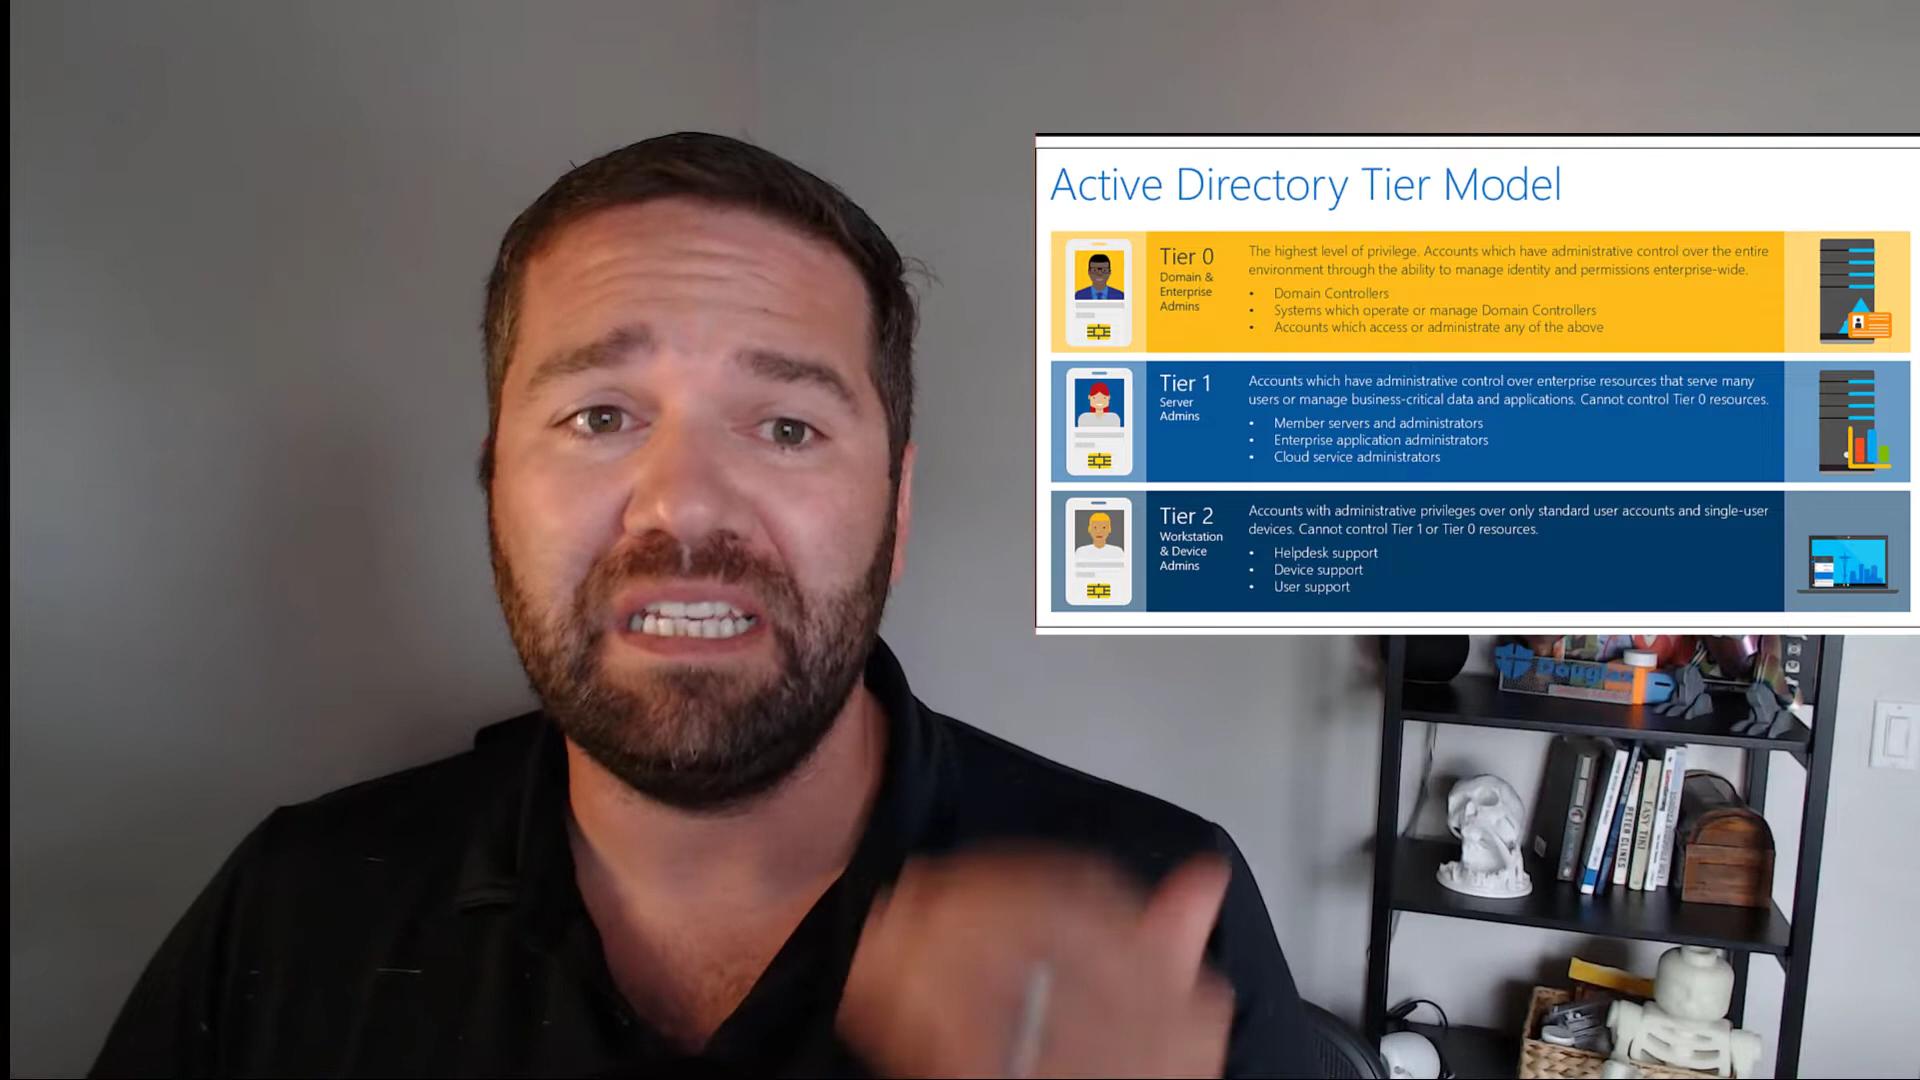 Active Directory Tier Model
Tier 0
Domain &
Enterprise
Admins
The highest level of privilege. Accounts which have administrative control over the entire
environment through the ability to manage identity and permissions enterprise-wide.
• Domain Controllers
• Systems which operate or manage Domain Controllers
• Accounts which access or administrate any of the above
Tier 1
Server
Admins
Accounts which have administrative control over enterprise resources that serve many
users or manage business-critical data and applications. Cannot control Tier 0 resources.
• Member servers and administrators
• Enterprise application administrators
• Cloud service administrators
Tier 2
Workstation
& Device
Admins
Accounts with administrative privileges over only standard user accounts and single-user
devices. Cannot control Tier 1 or Tier 0 resources.
• Helpdesk support
• Device support
• User support
Douglas
PETER CLINES
EASY TIKI